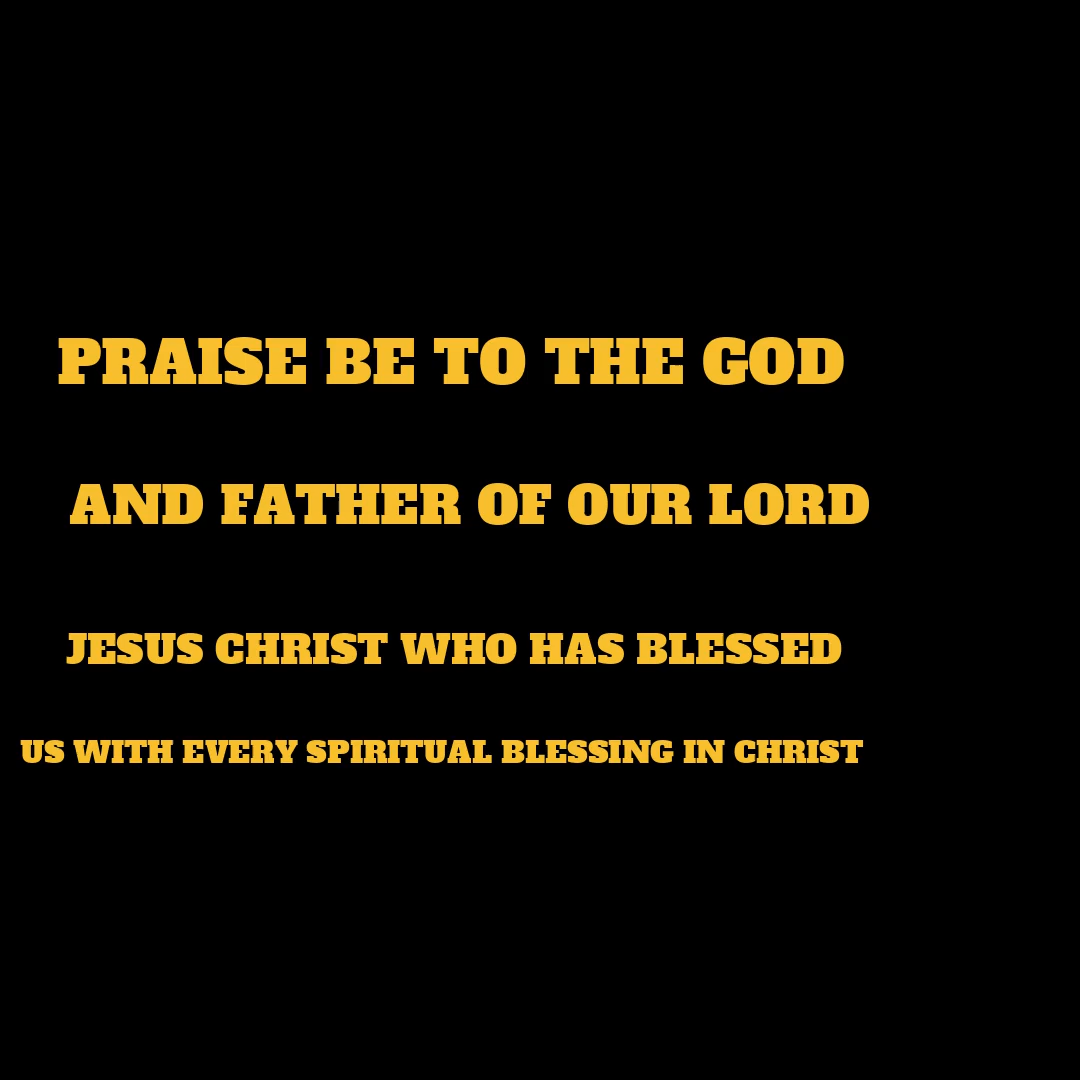 PRAISE BE TO THE GOD
AND FATHER OF OUR LORD
JESUS CHRIST WHO HAS BLESSED
US WITH EVERY SPIRITUAL BLESSING IN CHRIST